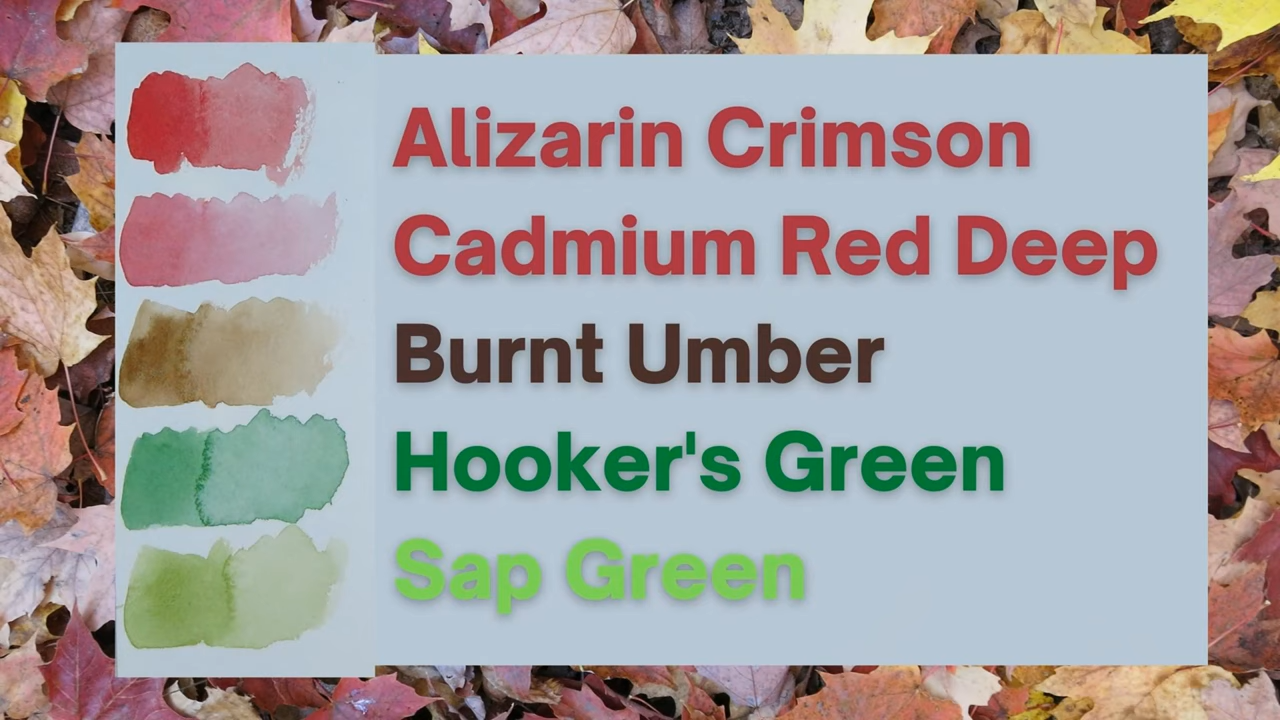 Alizarin Crimson
Cadmium Red Deep
Burnt Umber
Hooker's Green
Sap Green